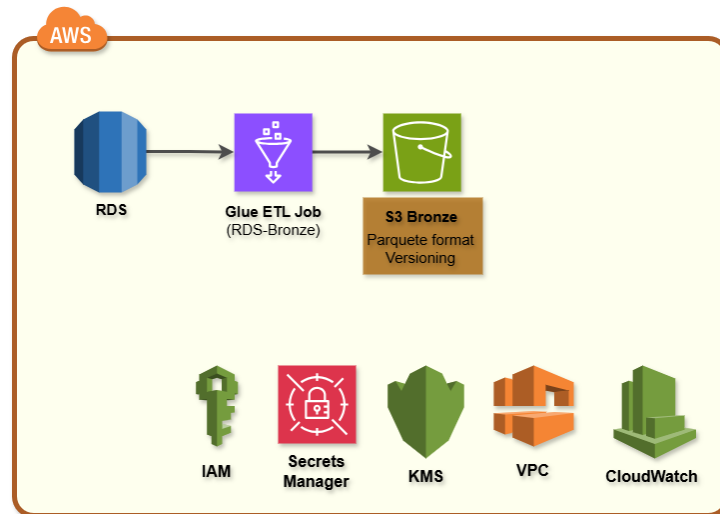 AWS
RDS
Glue ETL Job
(RDS-Bronze)
S3 Bronze
Parquete format
Versioning
IAM
Secrets
Manager
KMS
VPC
CloudWatch